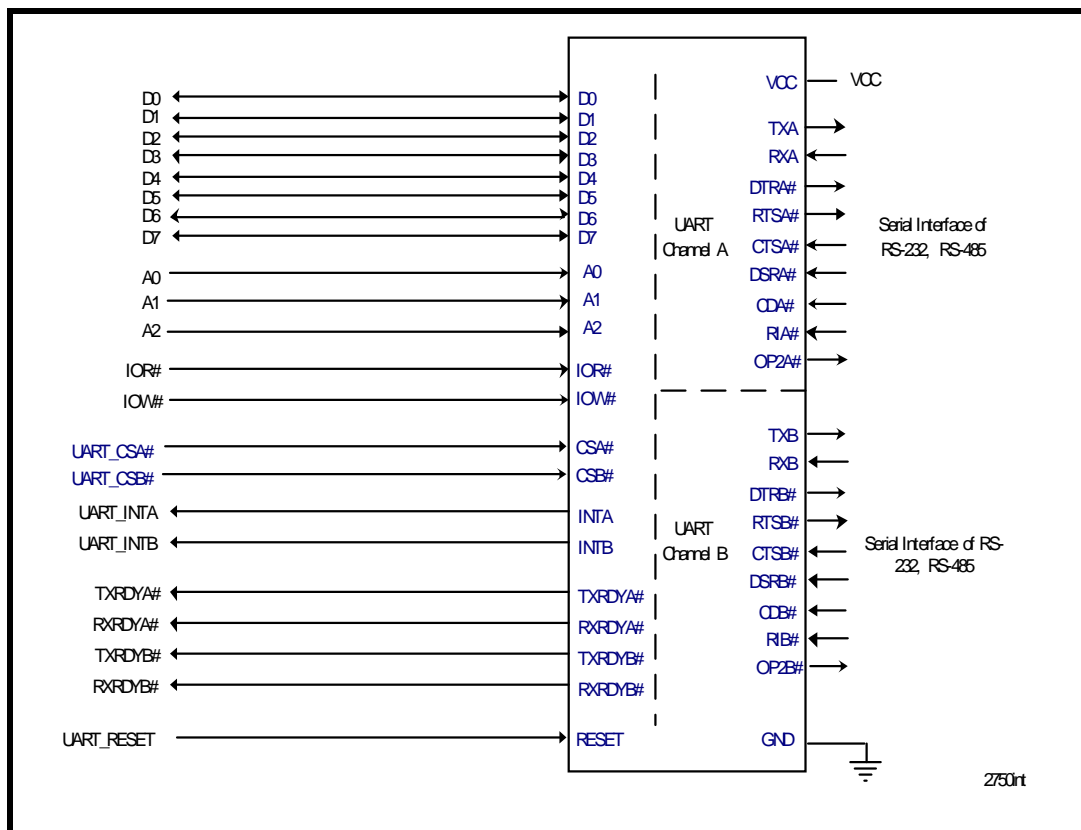 D0
D1
D2
D3
D4
D5
D6
D7
A0
A1
A2
IOR#
IOW#
UART_CSA#
UART_CSB#
UART_INTA
UART_INTB
TXRDYA#
RXRDYA#
TXRDYB#
RXRDYB#
UART_RESET
D0
D1
D2
D3
D4
D5
D6
D7
A0
A1
A2
IOR#
IOW#
CSA#
CSB#
INTA
INTB
TXRDYA#
RXRDYA#
TXRDYB#
RXRDYB#
RESET
UART
Channel A
UART
Channel B
VCC
TXA
RXA
DTRA#
RTSA#
CTSA#
DSRA#
CDA#
RIA#
OP2A#
TXB
RXB
DTRB#
RTSB#
CTSB#
DSRB#
CDB#
RIB#
OP2B#
GND
VCC
Serial Interface of
RS-232, RS-485
Serial Interface of RS-
232, RS-485
2750int